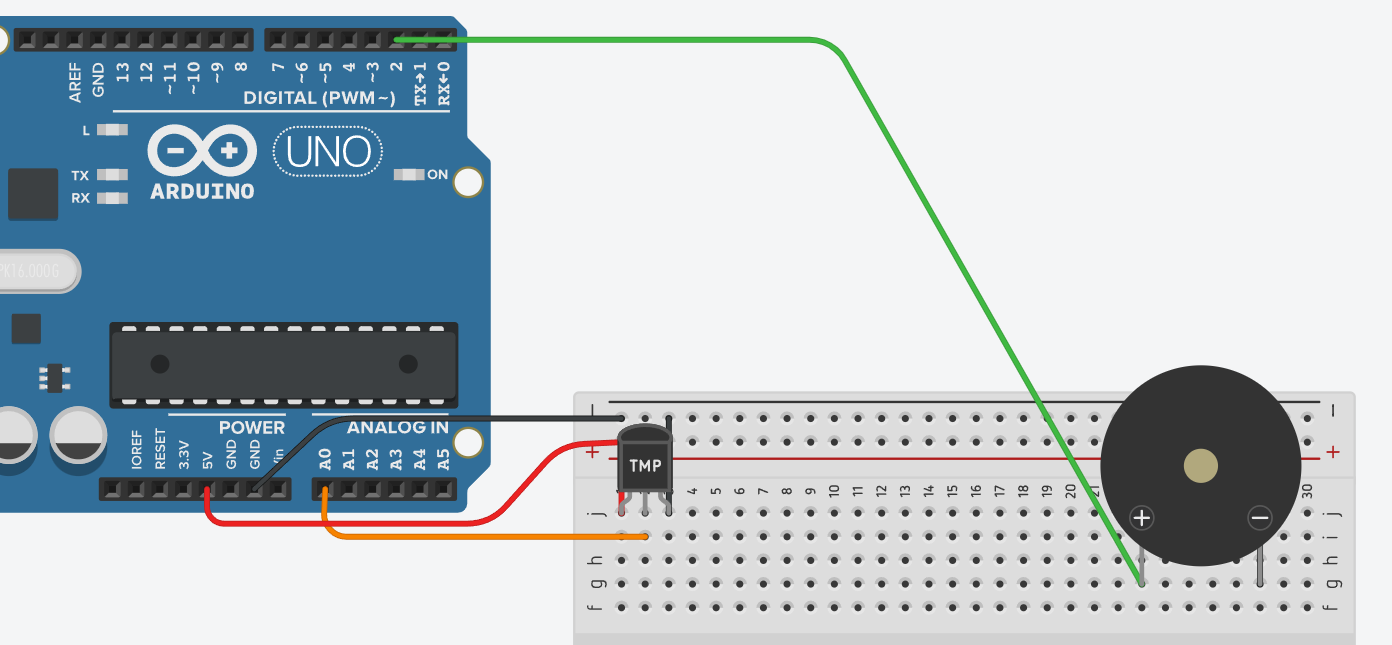 AREF
GND
13
12
~11
~10
~9
8
7
~6
~5
4
~3
2
TX→1
RX←0
DIGITAL (PWM ~)
L
TX
RX
ARDUINO
UNO
ON
POWER
ANALOG IN
IOREF
RESET
3.3V
5V
GND
GND
A0
A1
A2
A3
A4
A5
TMP
− −
+ +
4 5 6 7 8 9 10 11 12 13 14 15 16 17 18 19 20 21 30
+ −
j j
i
h h
g g
f f